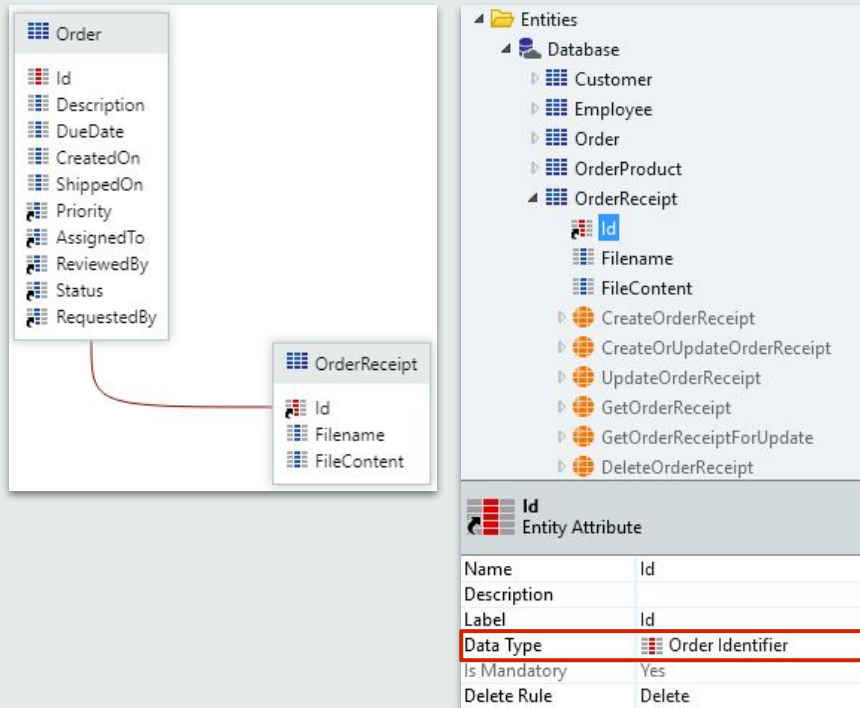 Order
Id
Description
DueDate
CreatedOn
ShippedOn
Priority
AssignedTo
ReviewedBy
Status
RequestedBy
OrderReceipt
Id
Filename
FileContent
Entities
Database
Customer
Employee
Order
OrderProduct
OrderReceipt
Id
Filename
FileContent
CreateOrderReceipt
CreateOrUpdateOrderReceipt
UpdateOrderReceipt
GetOrderReceipt
GetOrderReceiptForUpdate
DeleteOrderReceipt
Id
Entity Attribute
Name Id
Description
Label Id
Data Type Order Identifier
Is Mandatory Yes
Delete Rule Delete